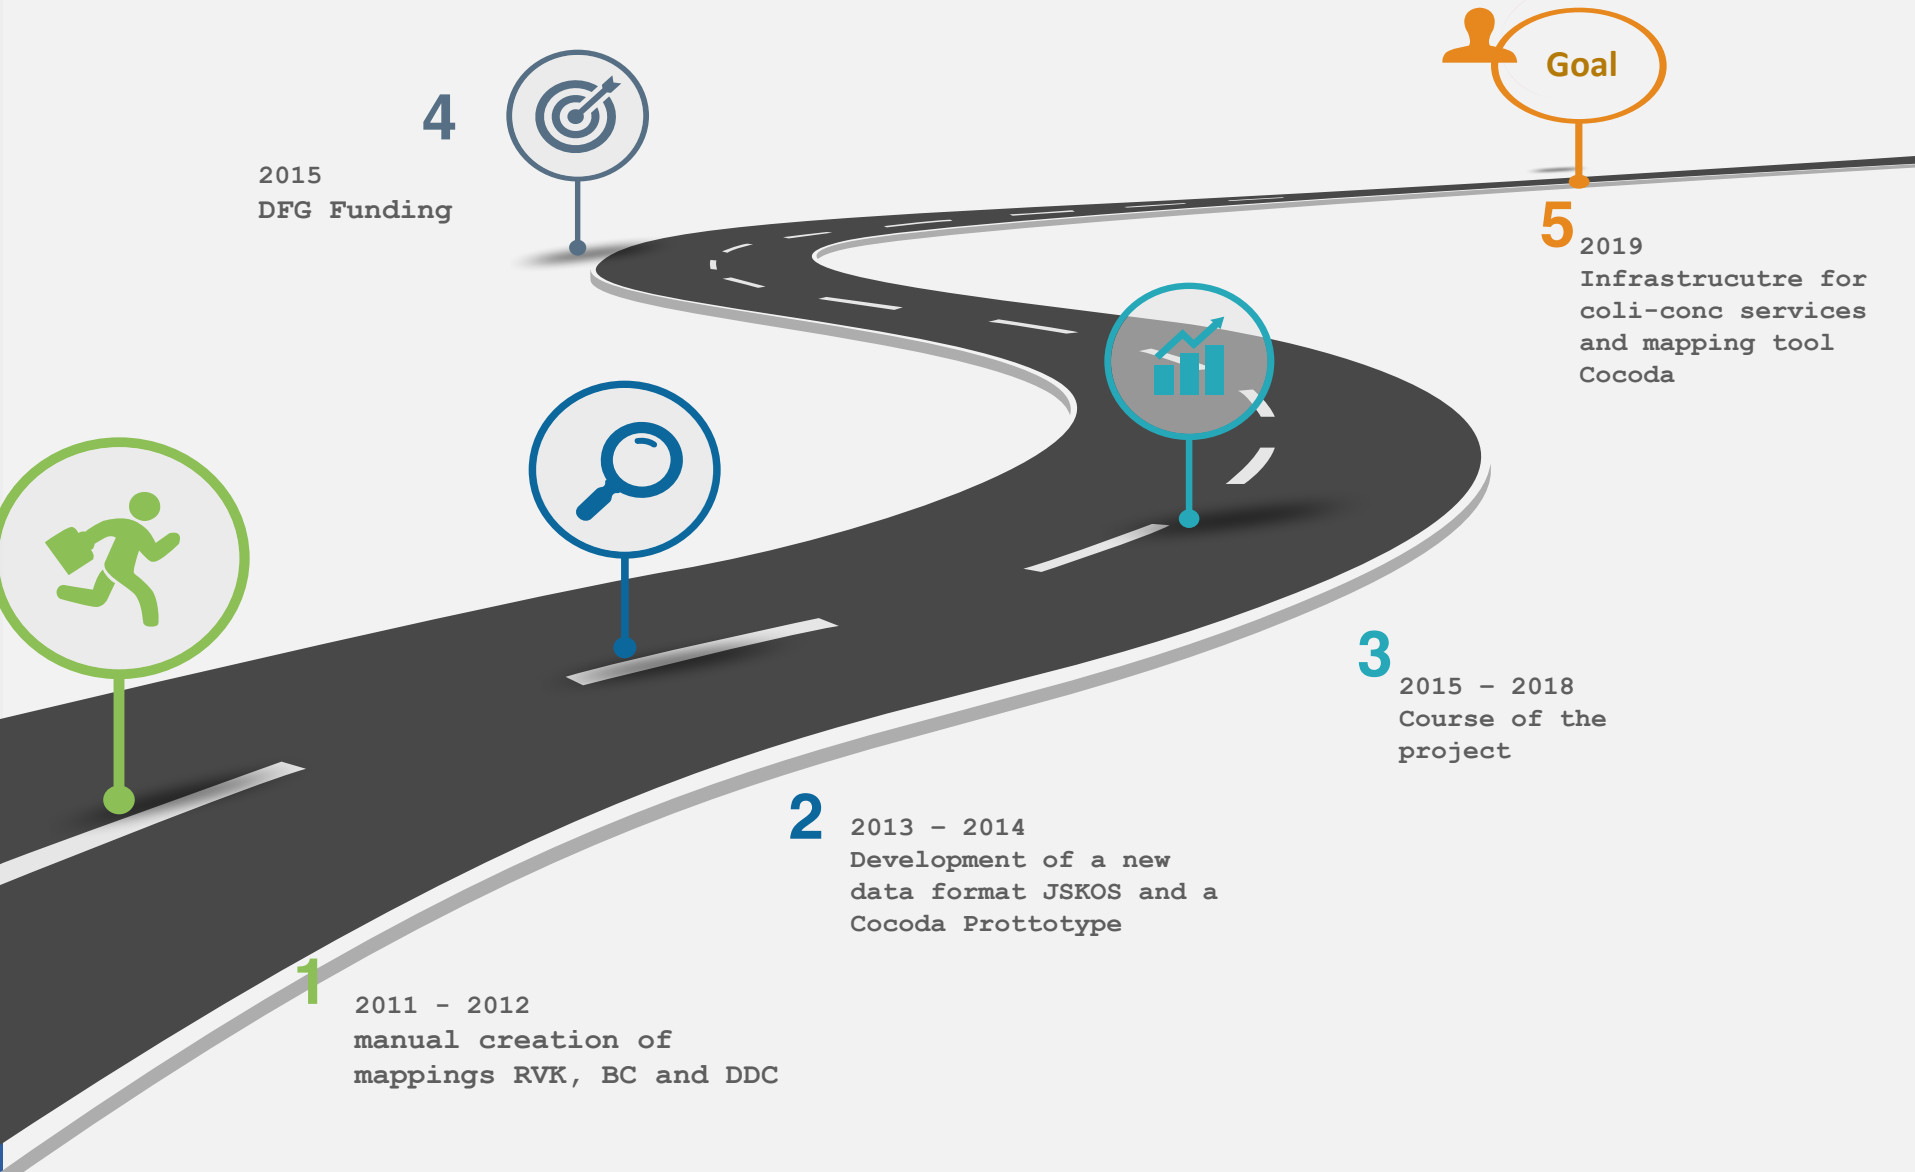 Goal
4
2015
DFG Funding
5
2019
Infrastrucutre for
coli-conc services
and mapping tool
Cocoda
3
2015 – 2018
Course of the
project
2
2013 – 2014
Development of a new
data format JSKOS and a
Cocoda Prottotype
1
2011 - 2012
manual creation of
mappings RVK, BC and DDC